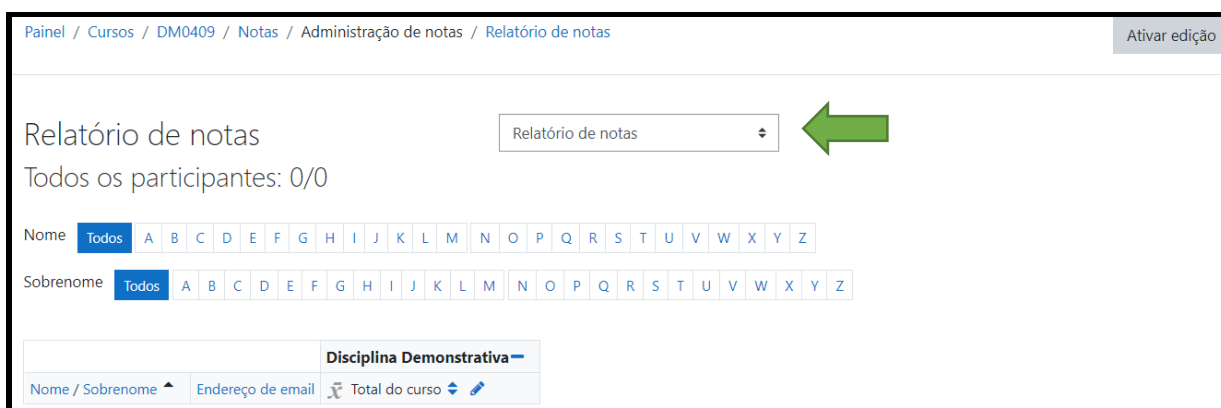 Painel / Cursos / DM0409 / Notas / Administração de notas / Relatório de notas
Ativar edição
Relatório de notas
Relatório de notas
Todos os participantes: 0/0
Nome Todos A B C D E F G H I J K L M N O P Q R S T U V W X Y Z
Sobrenome Todos A B C D E F G H I J K L M N O P Q R S T U V W X Y Z
Disciplina Demonstrativa
Nome / Sobrenome Endereço de email x̄ Total do curso